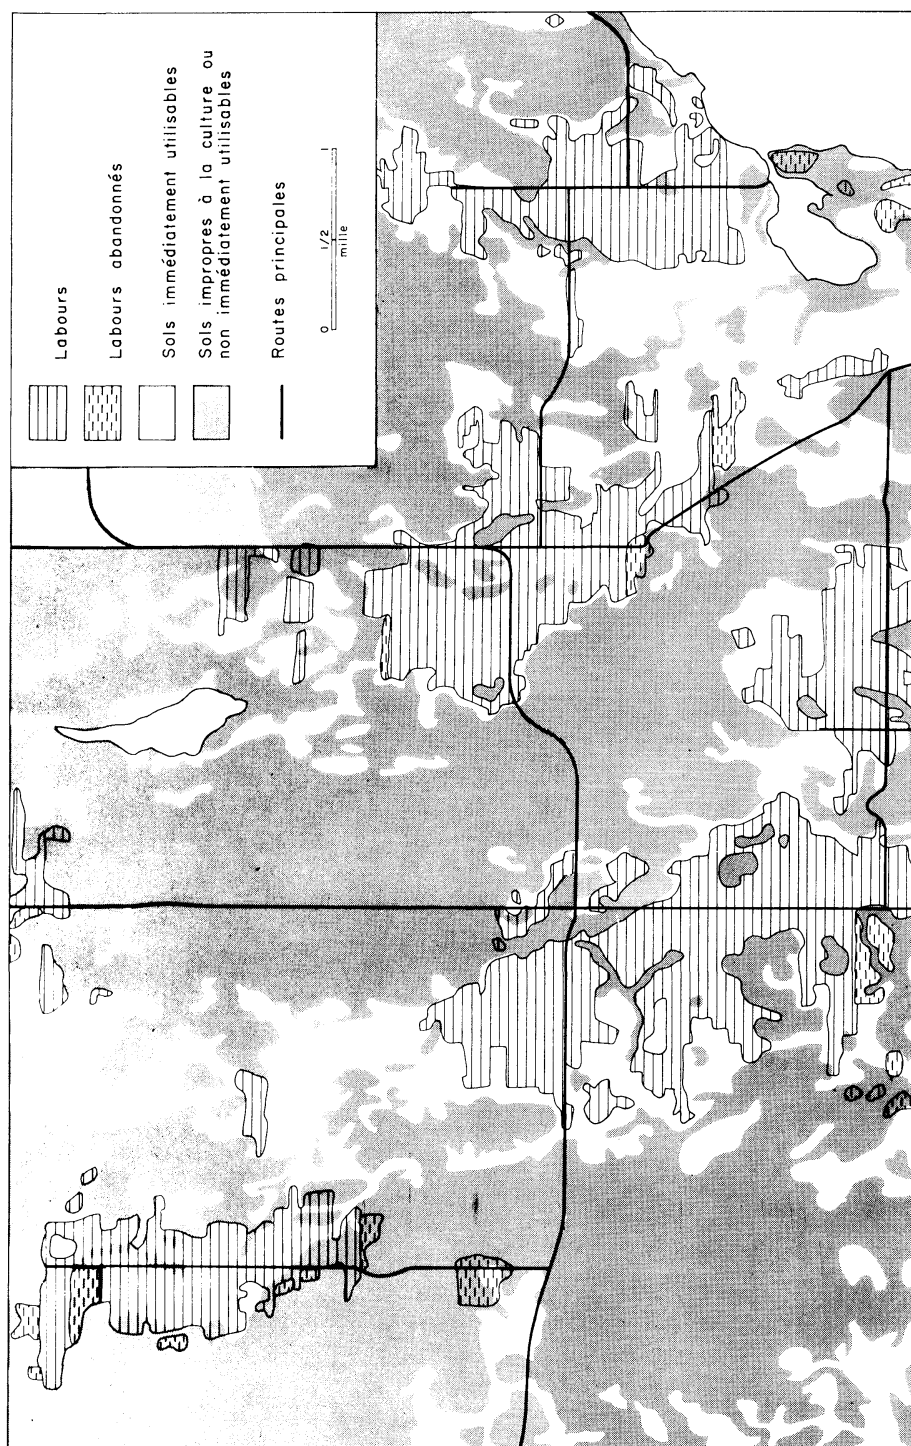 Labours
Labours abandonnés
Sols immédiatement utilisables
Sols impropres à la culture ou
non immédiatement utilisables
Routes principales
0 1/2 1
mille